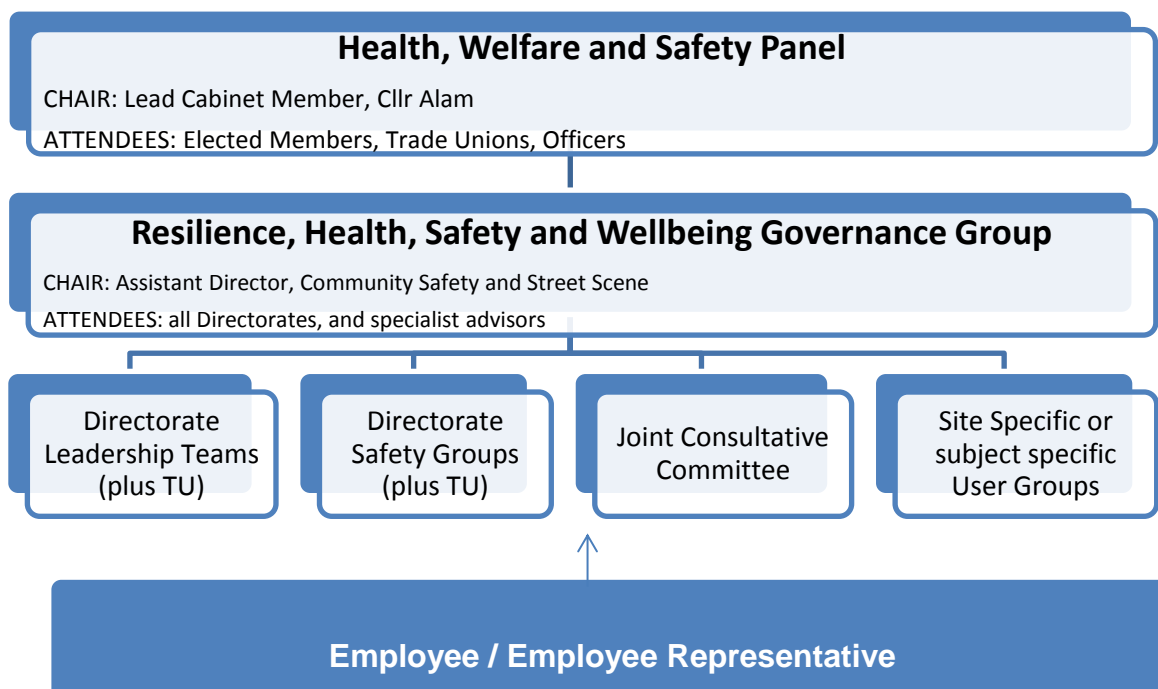 Health, Welfare and Safety Panel
CHAIR: Lead Cabinet Member, Cllr Alam
ATTENDEES: Elected Members, Trade Unions, Officers
Resilience, Health, Safety and Wellbeing Governance Group
CHAIR: Assistant Director, Community Safety and Street Scene
ATTENDEES: all Directorates, and specialist advisors
Directorate
Leadership Teams
(plus TU)
Directorate
Safety Groups
(plus TU)
Joint Consultative
Committee
Site Specific or
subject specific
User Groups
Employee / Employee Representative